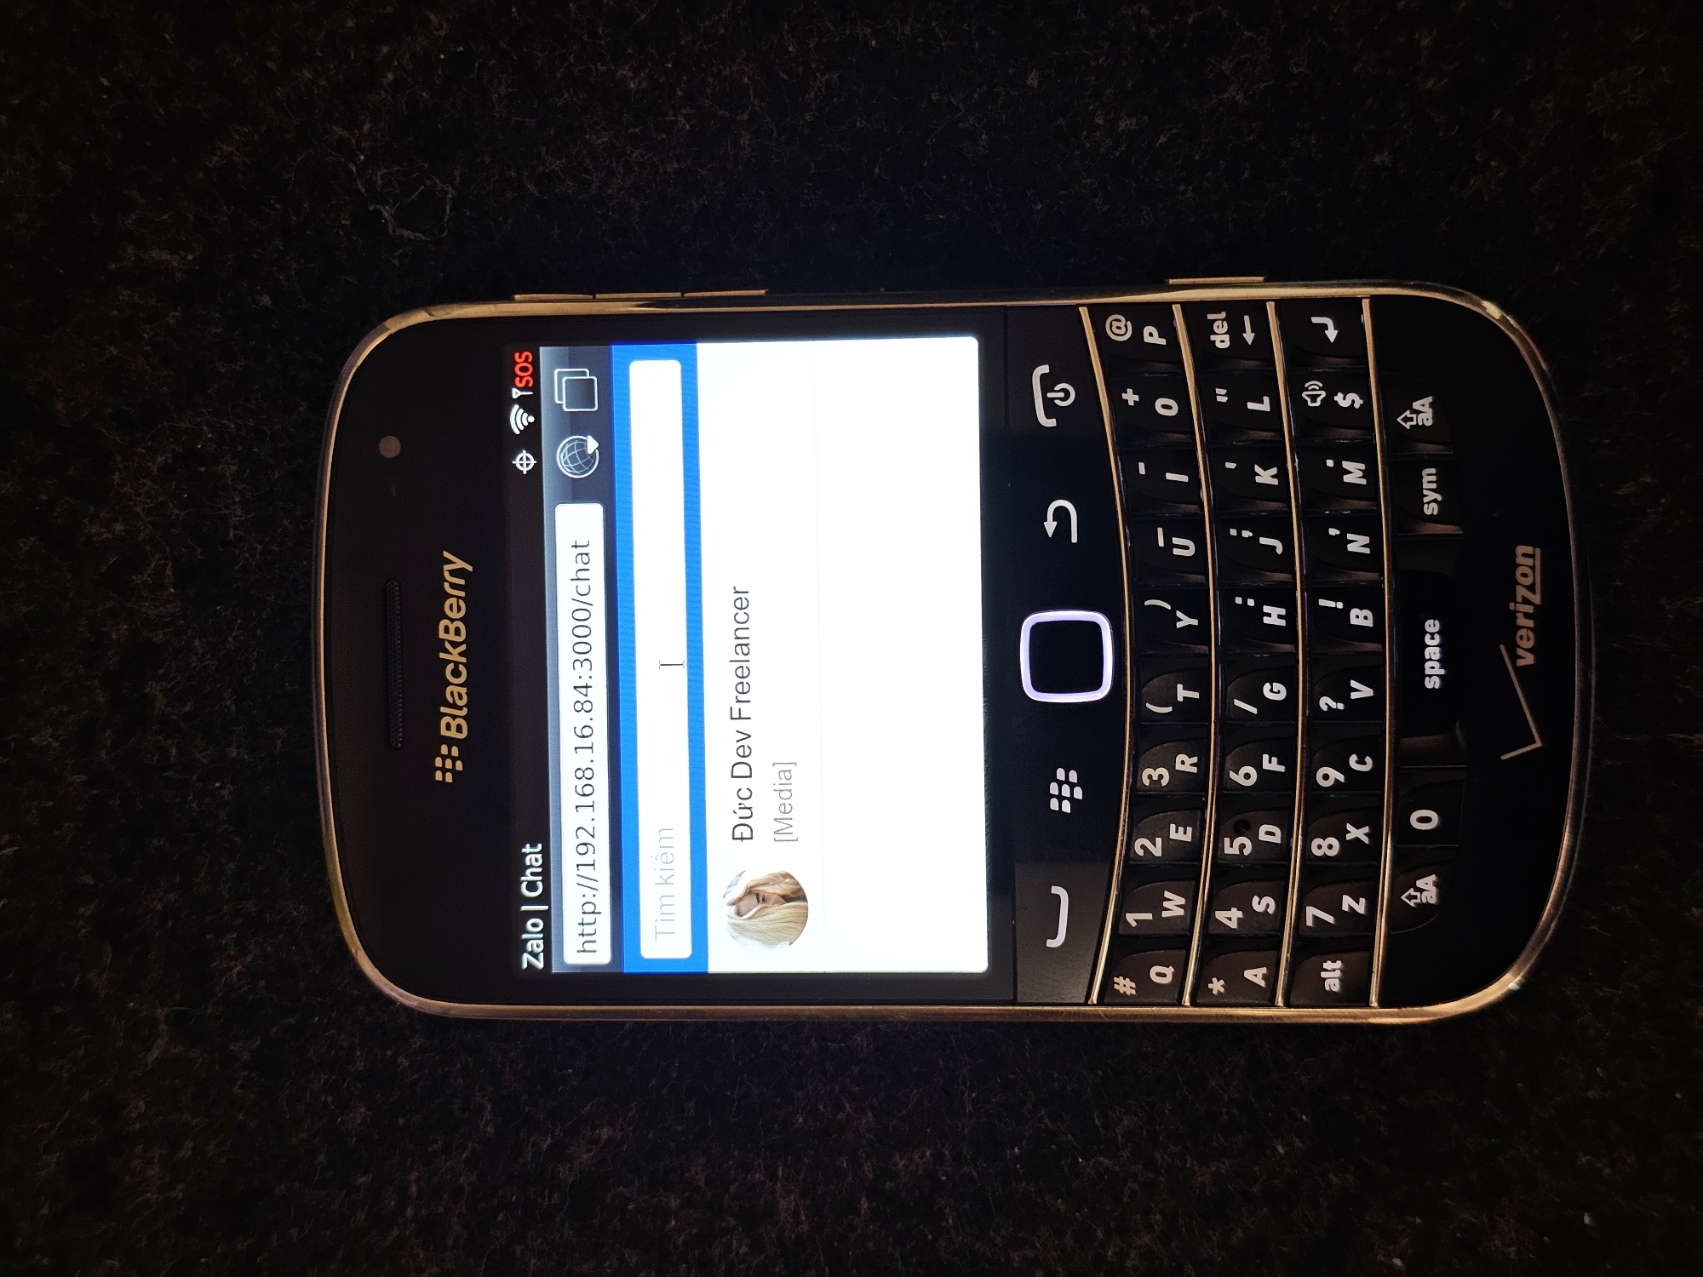 BlackBerry
Zalo | Chat
SOS
http://192.168.16.84:3000/chat
Tìm kiếm
Đức Dev Freelancer
[Media]
# 1 2 3 ( ) _ - + @
Q W E R T Y U I O P
* 4 5 6 / : ; ' " del
A S D F G H J K L
alt 7 8 9 ? ! , .
Z X C V B N M $
aA 0 space sym aA
verizon